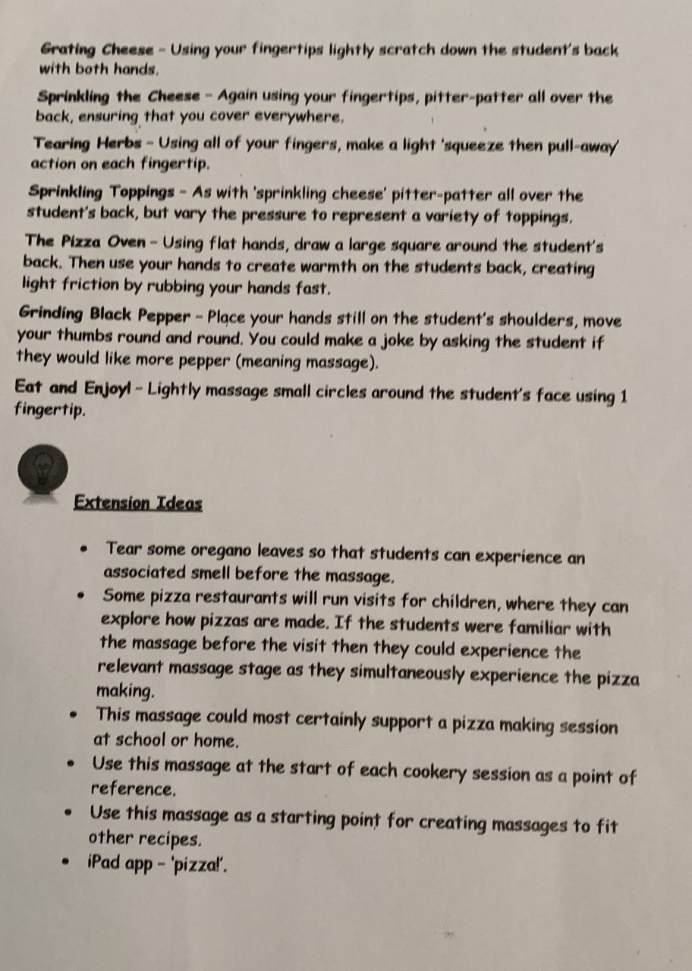 Grating Cheese - Using your fingertips lightly scratch down the student's back
with both hands.
Sprinkling the Cheese - Again using your fingertips, pitter-patter all over the
back, ensuring that you cover everywhere.
Tearing Herbs - Using all of your fingers, make a light 'squeeze then pull-away'
action on each fingertip.
Sprinkling Toppings - As with 'sprinkling cheese' pitter-patter all over the
student's back, but vary the pressure to represent a variety of toppings.
The Pizza Oven - Using flat hands, draw a large square around the student's
back. Then use your hands to create warmth on the students back, creating
light friction by rubbing your hands fast.
Grinding Black Pepper - Place your hands still on the student's shoulders, move
your thumbs round and round. You could make a joke by asking the student if
they would like more pepper (meaning massage).
Eat and Enjoy! - Lightly massage small circles around the student's face using 1
fingertip.
Extension Ideas
• Tear some oregano leaves so that students can experience an
associated smell before the massage.
• Some pizza restaurants will run visits for children, where they can
explore how pizzas are made. If the students were familiar with
the massage before the visit then they could experience the
relevant massage stage as they simultaneously experience the pizza
making.
• This massage could most certainly support a pizza making session
at school or home.
• Use this massage at the start of each cookery session as a point of
reference.
• Use this massage as a starting point for creating massages to fit
other recipes.
• iPad app - 'pizza!'.